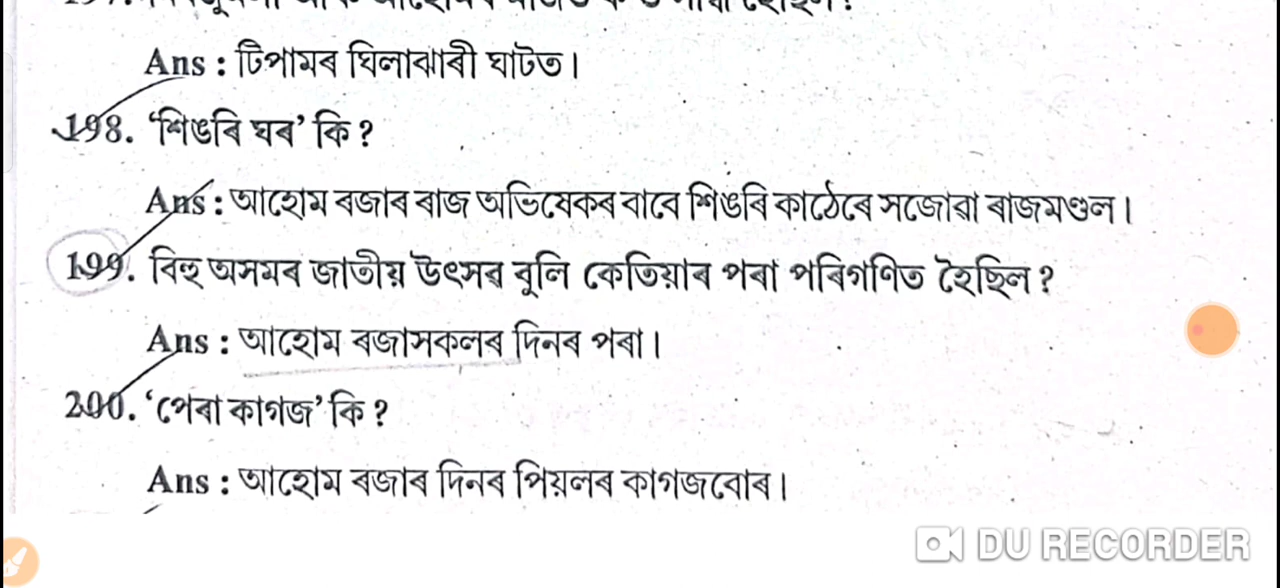 Ans : টিপামৰ ঘিলাঝাৰী ঘাটত।
198. ‘শিঙৰি ঘৰ’ কি ?
Ans : আহোম ৰজাৰ ৰাজ অভিষেকৰ বাবে শিঙৰি কাঠেৰে সজোৱা ৰাজমণ্ডল।
199. বিহু অসমৰ জাতীয় উৎসৱ বুলি কেতিয়াৰ পৰা পৰিগণিত হৈছিল ?
Ans : আহোম ৰজাসকলৰ দিনৰ পৰা।
200. ‘পেৰা কাগজ’ কি ?
Ans : আহোম ৰজাৰ দিনৰ পিয়লৰ কাগজবোৰ।
DU RECORDER